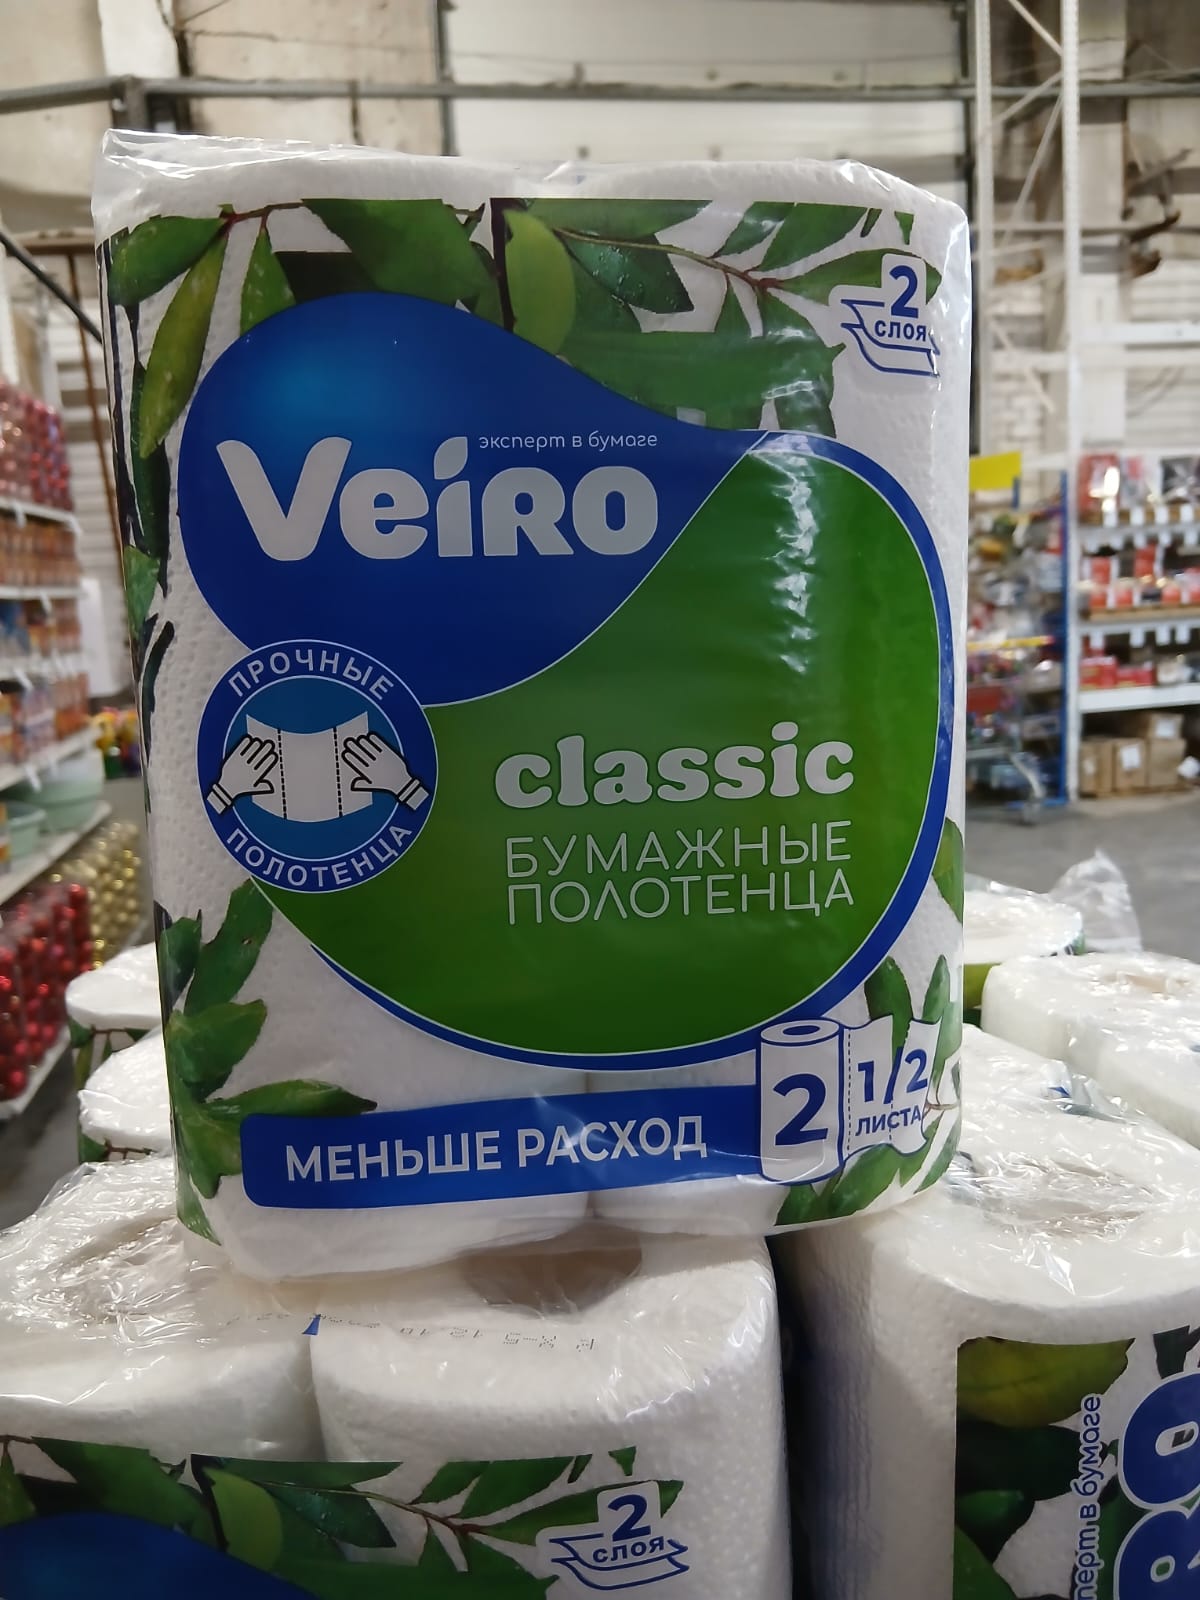 2
слоя
эксперт в бумаге
Veiro
ПРОЧНЫЕ
ПОЛОТЕНЦА
classic
БУМАЖНЫЕ
ПОЛОТЕНЦА
МЕНЬШЕ РАСХОД
2
1/2
ЛИСТА
2
слоя
в бумаге